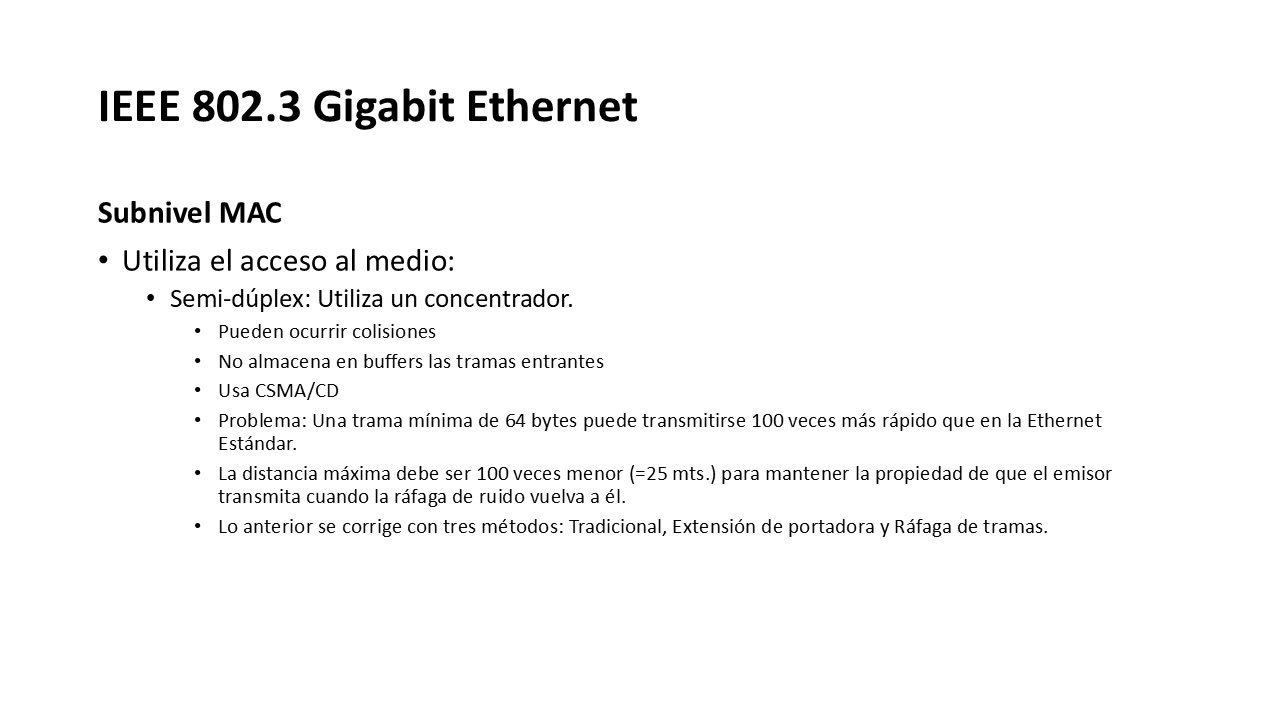 IEEE 802.3 Gigabit Ethernet
Subnivel MAC
• Utiliza el acceso al medio:
• Semi-dúplex: Utiliza un concentrador.
• Pueden ocurrir colisiones
• No almacena en buffers las tramas entrantes
• Usa CSMA/CD
• Problema: Una trama mínima de 64 bytes puede transmitirse 100 veces más rápido que en la Ethernet
Estándar.
• La distancia máxima debe ser 100 veces menor (=25 mts.) para mantener la propiedad de que el emisor
transmita cuando la ráfaga de ruido vuelva a él.
• Lo anterior se corrige con tres métodos: Tradicional, Extensión de portadora y Ráfaga de tramas.